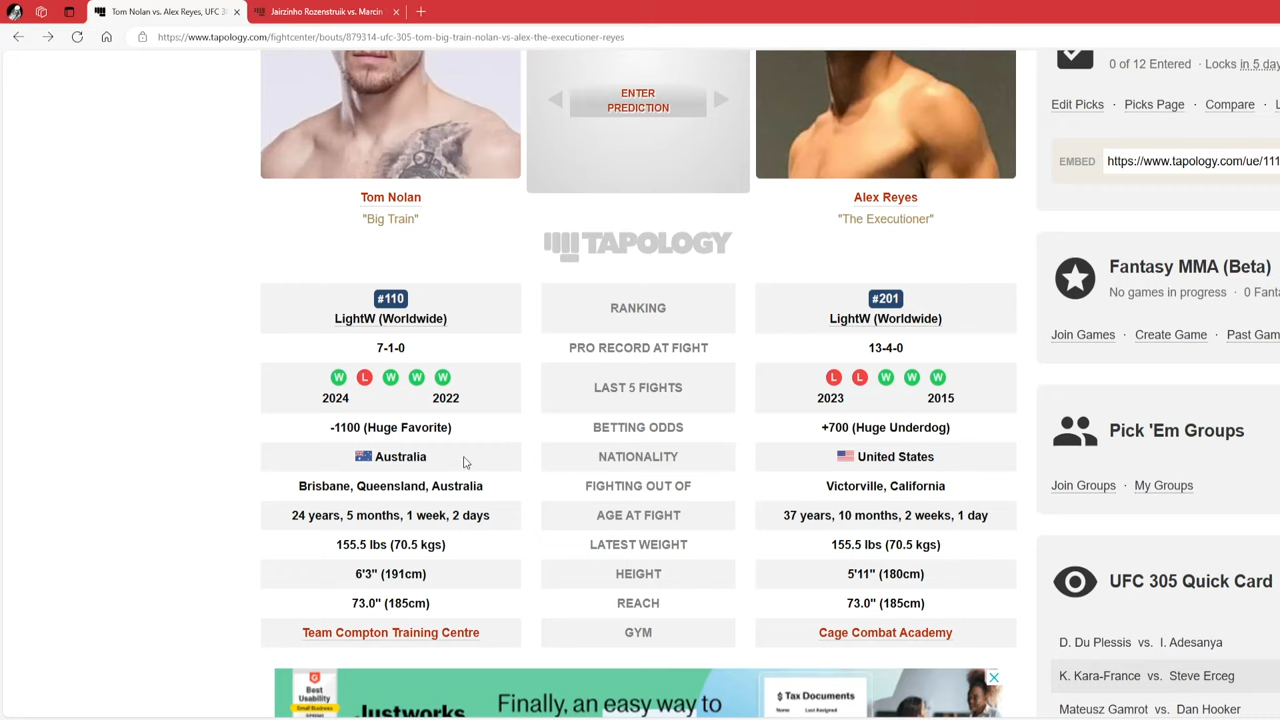 Tom Nolan vs. Alex Reyes, UFC 3
Jairzinho Rozenstruik vs. Marcin
https://www.tapology.com/fightcenter/bouts/879314-ufc-305-tom-big-train-nolan-vs-alex-the-executioner-reyes
0 of 12 Entered · Locks in 5 day
ENTER
PREDICTION
Edit Picks · Picks Page · Compare ·
EMBED https://www.tapology.com/ue/111
Tom Nolan
"Big Train"
Alex Reyes
"The Executioner"
TAPOLOGY
Fantasy MMA (Beta)
No games in progress · 0 Fanta
Join Games · Create Game · Past Gam
#110
LightW (Worldwide)
RANKING
#201
LightW (Worldwide)
7-1-0 PRO RECORD AT FIGHT 13-4-0
W L W W W
2024 2022
LAST 5 FIGHTS
L L W W W
2023 2015
-1100 (Huge Favorite) BETTING ODDS +700 (Huge Underdog)
Australia NATIONALITY United States
Brisbane, Queensland, Australia FIGHTING OUT OF Victorville, California
24 years, 5 months, 1 week, 2 days AGE AT FIGHT 37 years, 10 months, 2 weeks, 1 day
155.5 lbs (70.5 kgs) LATEST WEIGHT 155.5 lbs (70.5 kgs)
6'3" (191cm) HEIGHT 5'11" (180cm)
73.0" (185cm) REACH 73.0" (185cm)
Team Compton Training Centre GYM Cage Combat Academy
Pick 'Em Groups
Join Groups · My Groups
UFC 305 Quick Card
D. Du Plessis vs. I. Adesanya
K. Kara-France vs. Steve Erceg
Mateusz Gamrot vs. Dan Hooker
Best
Usability
Small Business
Justworks
Finally, an easy way to
$ Tax Documents